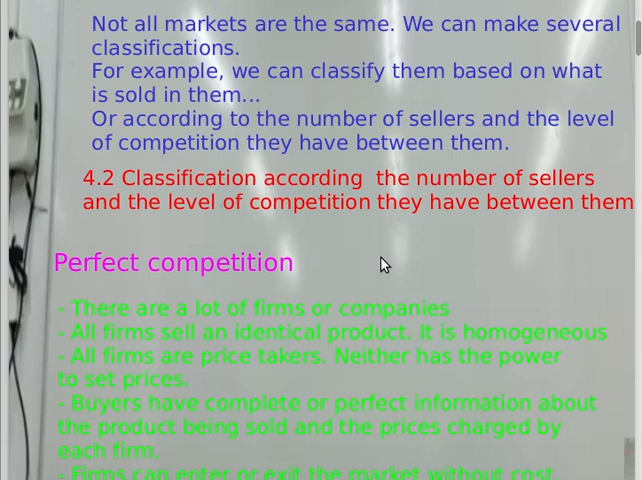 Not all markets are the same. We can make several
classifications.
For example, we can classify them based on what
is sold in them...
Or according to the number of sellers and the level
of competition they have between them.
4.2 Classification according  the number of sellers
and the level of competition they have between them
Perfect competition
- There are a lot of firms or companies
- All firms sell an identical product. It is homogeneous
- All firms are price takers. Neither has the power
to set prices.
- Buyers have complete or perfect information about
the product being sold and the prices charged by
each firm.
- Firms can enter or exit the market without cost.